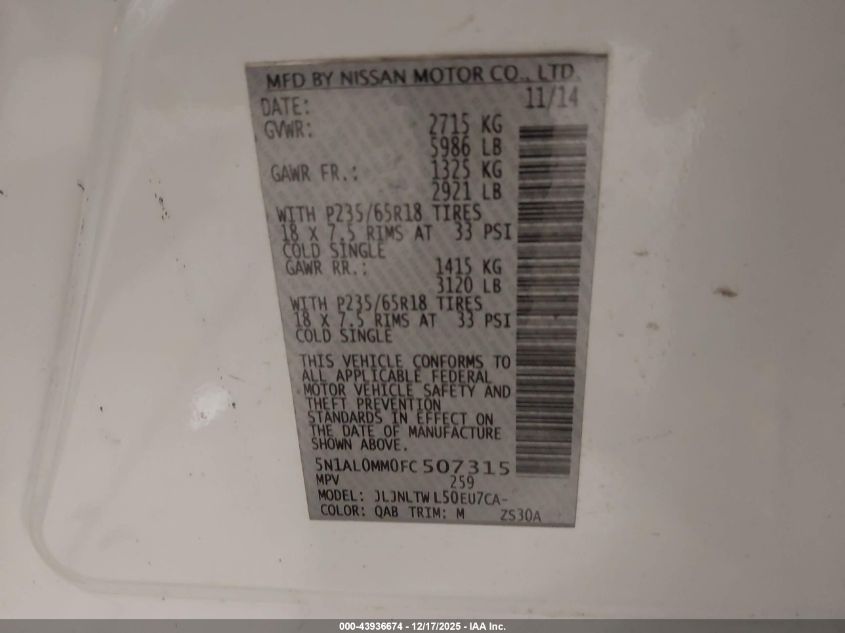 MFD BY NISSAN MOTOR CO., LTD.
DATE: 11/14
GVWR: 2715 KG
5986 LB
GAWR FR.: 1325 KG
2921 LB
WITH P235/65R18 TIRES
18 X 7.5 RIMS AT 33 PSI
COLD SINGLE
GAWR RR.: 1415 KG
3120 LB
WITH P235/65R18 TIRES
18 X 7.5 RIMS AT 33 PSI
COLD SINGLE
THIS VEHICLE CONFORMS TO
ALL APPLICABLE FEDERAL
MOTOR VEHICLE SAFETY AND
THEFT PREVENTION
STANDARDS IN EFFECT ON
THE DATE OF MANUFACTURE
SHOWN ABOVE.
5N1AL0MM0FC507315
MPV 259
MODEL: JLJNLTWL50EU7CA-
COLOR: QAB TRIM: M ZS30A
000-43936674 - 12/17/2025 - IAA Inc.